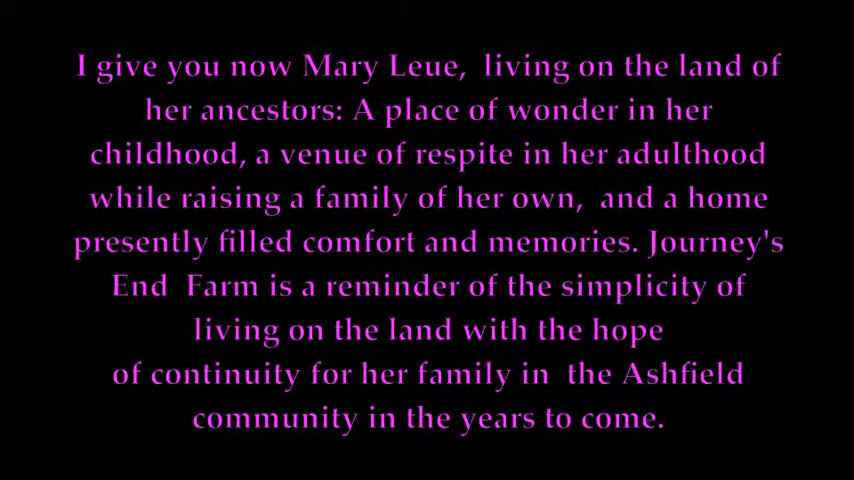 I give you now Mary Leue,  living on the land of
her ancestors: A place of wonder in her
childhood, a venue of respite in her adulthood
while raising a family of her own,  and a home
presently filled comfort and memories. Journey's
End  Farm is a reminder of the simplicity of
living on the land with the hope
of continuity for her family in  the Ashfield
community in the years to come.